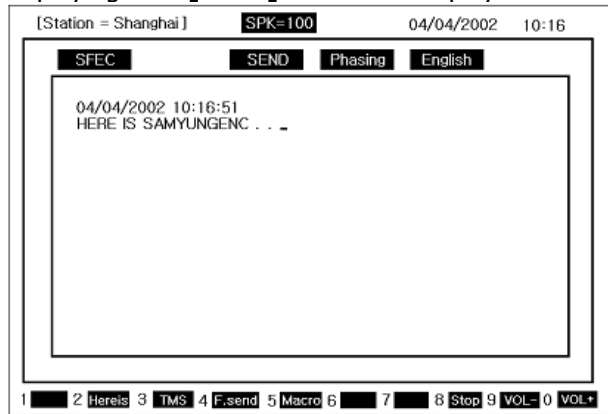 [Station = Shanghai] SPK=100 04/04/2002 10:16
SFEC SEND Phasing English
04/04/2002 10:16:51
HERE IS SAMYUNGENC . . _
1 2 Hereis 3 TMS 4 F.send 5 Macro 6 7 8 Stop 9 VOL- 0 VOL+